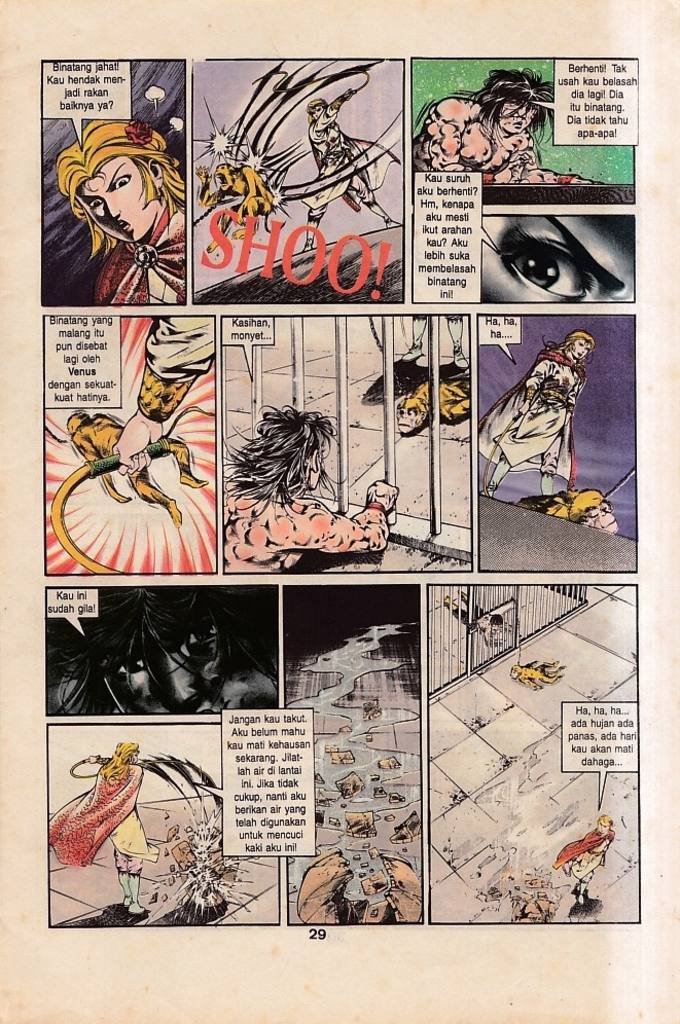 Binatang jahat!
Kau hendak men-
jadi rakan
baiknya ya?
SHOO!
Berhenti! Tak
usah kau belasah
dia lagi! Dia
itu binatang.
Dia tidak tahu
apa-apa!
Kau suruh
aku berhenti?
Hm, kenapa
aku mesti
ikut arahan
kau? Aku
lebih suka
membelasah
binatang
ini!
Binatang yang
malang itu
pun disebat
lagi oleh
Venus
dengan sekuat-
kuat hatinya.
Kasihan,
monyet...
Ha, ha,
ha....
Kau ini
sudah gila!
Jangan kau takut.
Aku belum mahu
kau mati kehausan
sekarang. Jilat-
lah air di lantai
ini. Jika tidak
cukup, nanti aku
berikan air yang
telah digunakan
untuk mencuci
kaki aku ini!
Ha, ha, ha...
ada hujan ada
panas, ada hari
kau akan mati
dahaga...
29